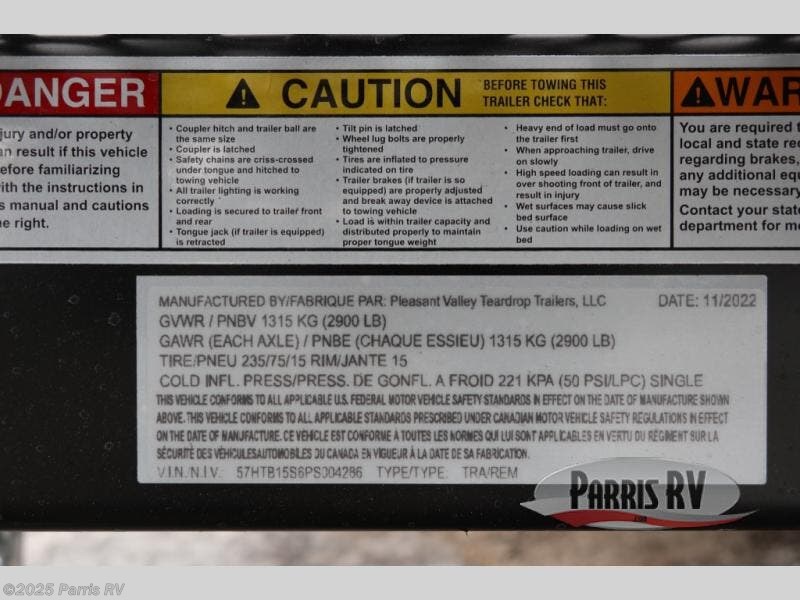 DANGER
jury and/or property
an result if this vehicle
efore familiarizing
with the instructions in
s manual and cautions
he right.
CAUTION
BEFORE TOWING THIS
TRAILER CHECK THAT:
• Coupler hitch and trailer ball are
the same size
• Coupler is latched
• Safety chains are criss-crossed
under tongue and hitched to
towing vehicle
• All trailer lighting is working
correctly
• Loading is secured to trailer front
and rear
• Tongue jack (if trailer is equipped)
is retracted
• Tilt pin is latched
• Wheel lug bolts are properly
tightened
• Tires are inflated to pressure
indicated on tire
• Trailer brakes (if trailer is so
equipped) are properly adjusted
and break away device is attached
to towing vehicle
• Load is within trailer capacity and
distributed properly to maintain
proper tongue weight
• Heavy end of load must go onto
the trailer first
• When approaching trailer, drive
on slowly
• High speed loading can result in
over shooting front of trailer, and
result in injury
• Wet surfaces may cause slick
bed surface
• Use caution while loading on wet
bed
WAR
You are required t
local and state rec
regarding brakes,
any additional equ
may be necessary
Contact your state
department for mo
MANUFACTURED BY/FABRIQUE PAR: Pleasant Valley Teardrop Trailers, LLC DATE: 11/2022
GVWR / PNBV 1315 KG (2900 LB)
GAWR (EACH AXLE) / PNBE (CHAQUE ESSIEU) 1315 KG (2900 LB)
TIRE/PNEU 235/75/15 RIM/JANTE 15
COLD INFL. PRESS/PRESS. DE GONFL. A FROID 221 KPA (50 PSI/LPC) SINGLE
THIS VEHICLE CONFORMS TO ALL APPLICABLE U.S. FEDERAL MOTOR VEHICLE SAFETY STANDARDS IN EFFECT ON THE DATE OF MANUFACTURE SHOWN
ABOVE. THIS VEHICLE CONFORMS TO ALL APPLICABLE STANDARDS PRESCRIBED UNDER CANADIAN MOTOR VEHICLE SAFETY REGULATIONS IN EFFECT
ON THE DATE OF MANUFACTURE. CE VEHICLE EST CONFORME À TOUTES LES NORMES QUI LUI SONT APPLICABLES EN VERTU DU RÉGIMENT SUR LA
SÉCURITÉ DES VÉHICULESAUTOMOBILES DU CANADA EN VIGUEUR À LA DATE DE SA FABRICATION.
V.I.N./N.I.V: 57HTB15S6PS004286 TYPE/TYPE: TRA/REM
PARRIS RV
©2025 Parris RV